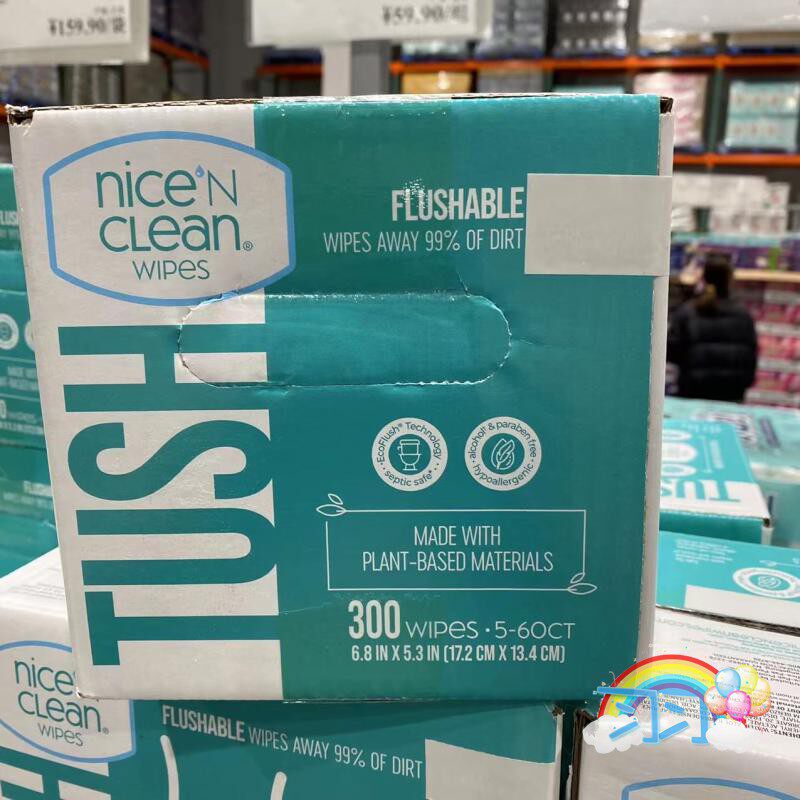 ¥159.90/袋
¥59.90/
nice'N
CLEAN®
WIPES
FLUSHABLE
WIPES AWAY 99% OF DIRT
TUSH
EcoFlush® Technology
septic safe*
alcohol* & paraben free
hypoallergenic
MADE WITH
PLANT-BASED MATERIALS
300 WIPES • 5-60CT
6.8 IN X 5.3 IN (17.2 CM X 13.4 CM)
nice'
CLEAN®
WIPES
FLUSHABLE WIPES AWAY 99% OF DIRT